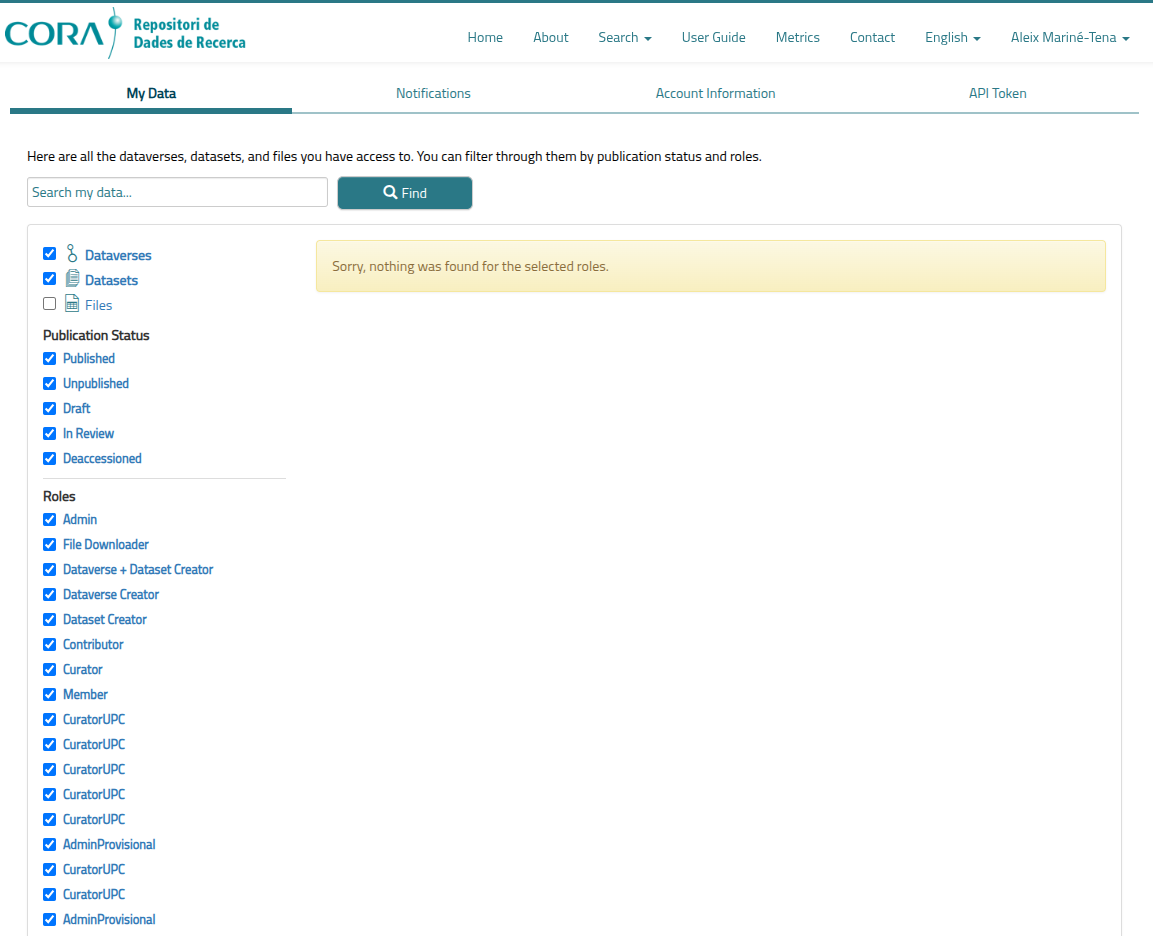 CORA Repositori de
Dades de Recerca
Home About Search User Guide Metrics Contact English Aleix Mariné-Tena
My Data Notifications Account Information API Token
Here are all the dataverses, datasets, and files you have access to. You can filter through them by publication status and roles.
Search my data... Find
Dataverses
Datasets
Files
Sorry, nothing was found for the selected roles.
Publication Status
Published
Unpublished
Draft
In Review
Deaccessioned
Roles
Admin
File Downloader
Dataverse + Dataset Creator
Dataverse Creator
Dataset Creator
Contributor
Curator
Member
CuratorUPC
CuratorUPC
CuratorUPC
CuratorUPC
CuratorUPC
AdminProvisional
CuratorUPC
CuratorUPC
AdminProvisional